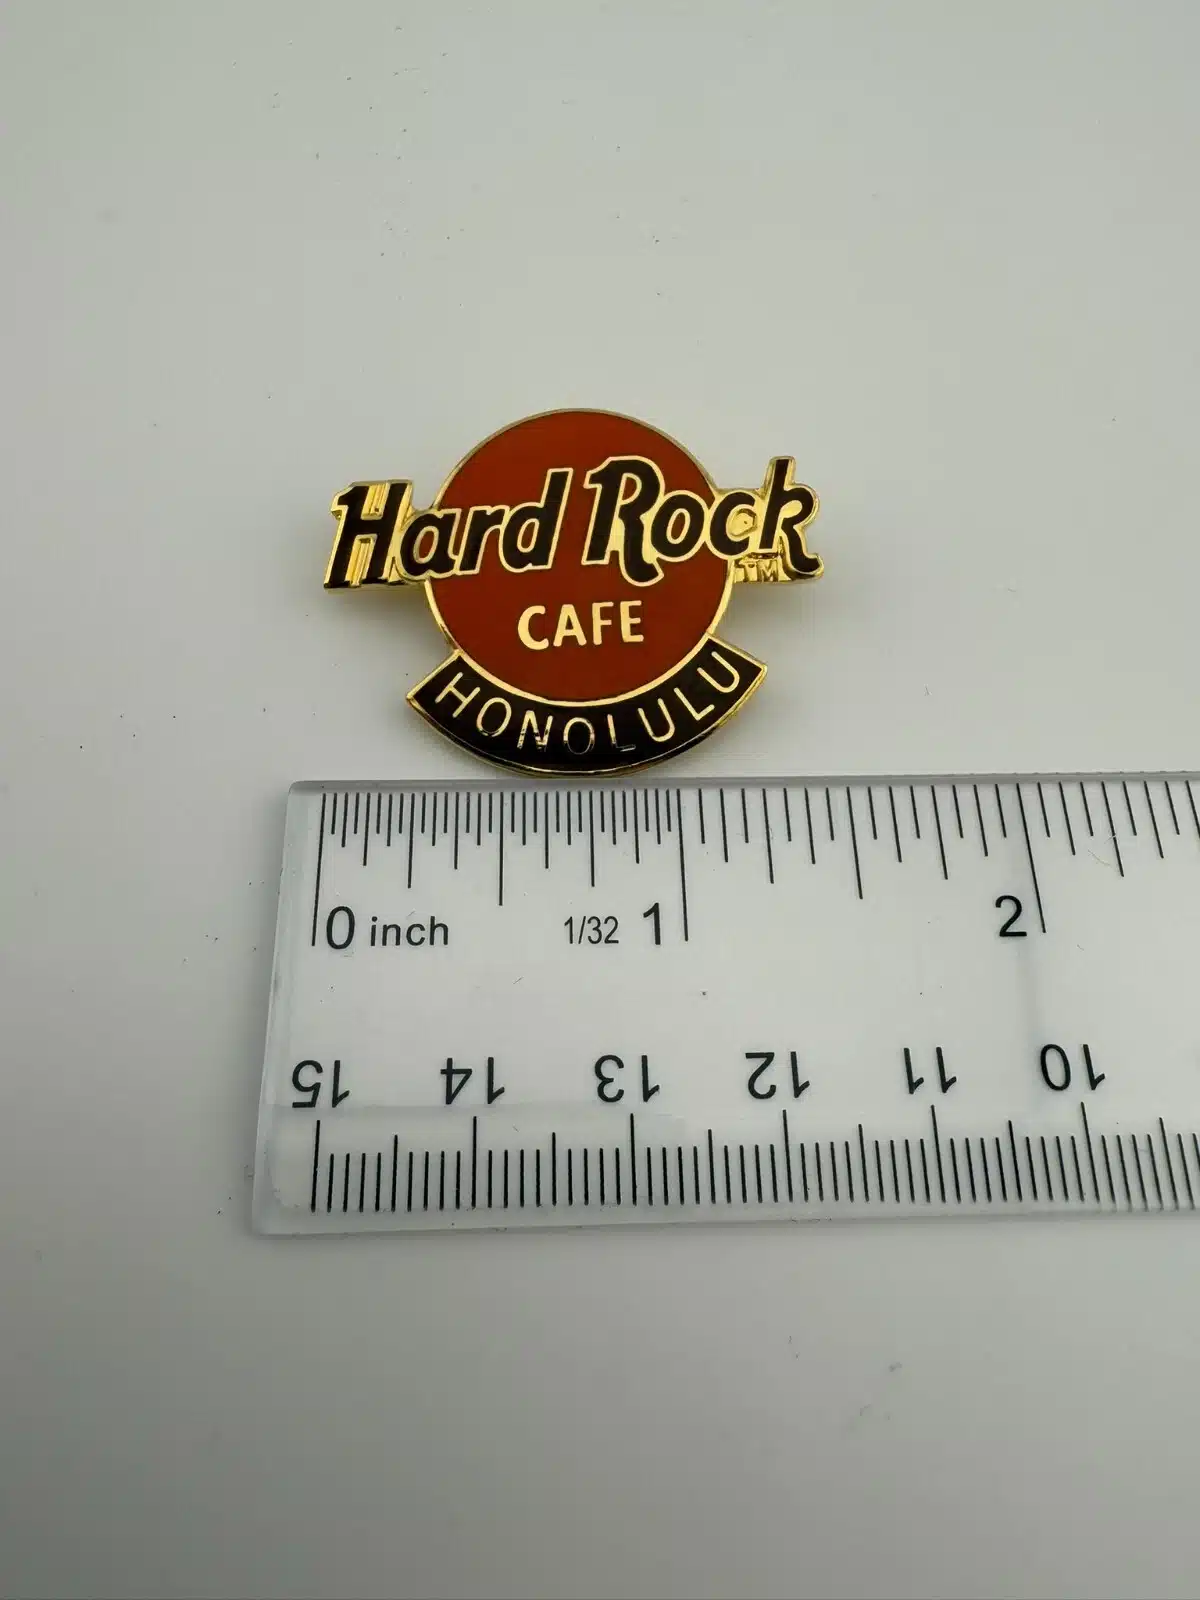 Hard Rock
TM
CAFE
HONOLULU
0 inch 1/32 1 2
15 14 13 12 11 10